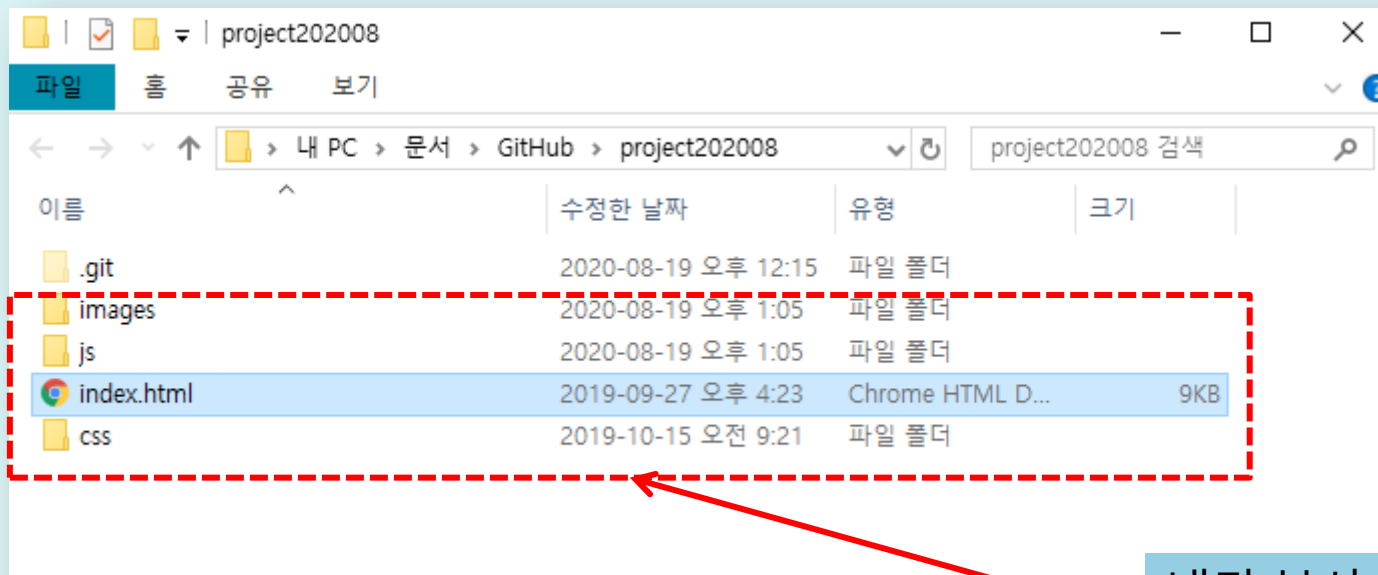 project202008
파일 홈 공유 보기
내 PC > 문서 > GitHub > project202008 project202008 검색
이름 수정한 날짜 유형 크기
.git 2020-08-19 오후 12:15 파일 폴더
images 2020-08-19 오후 1:05 파일 폴더
js 2020-08-19 오후 1:05 파일 폴더
index.html 2019-09-27 오후 4:23 Chrome HTML D... 9KB
css 2019-10-15 오전 9:21 파일 폴더